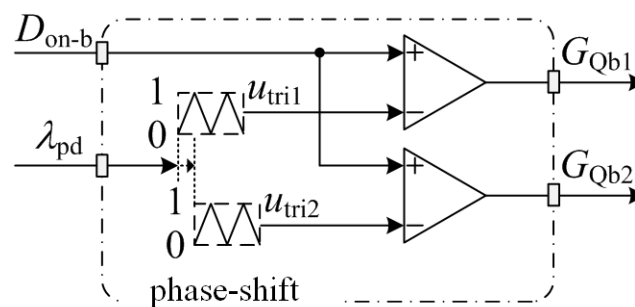 D_on-b
G_Qb1
1
0
u_tri1
λ_pd
G_Qb2
1
0
u_tri2
phase-shift